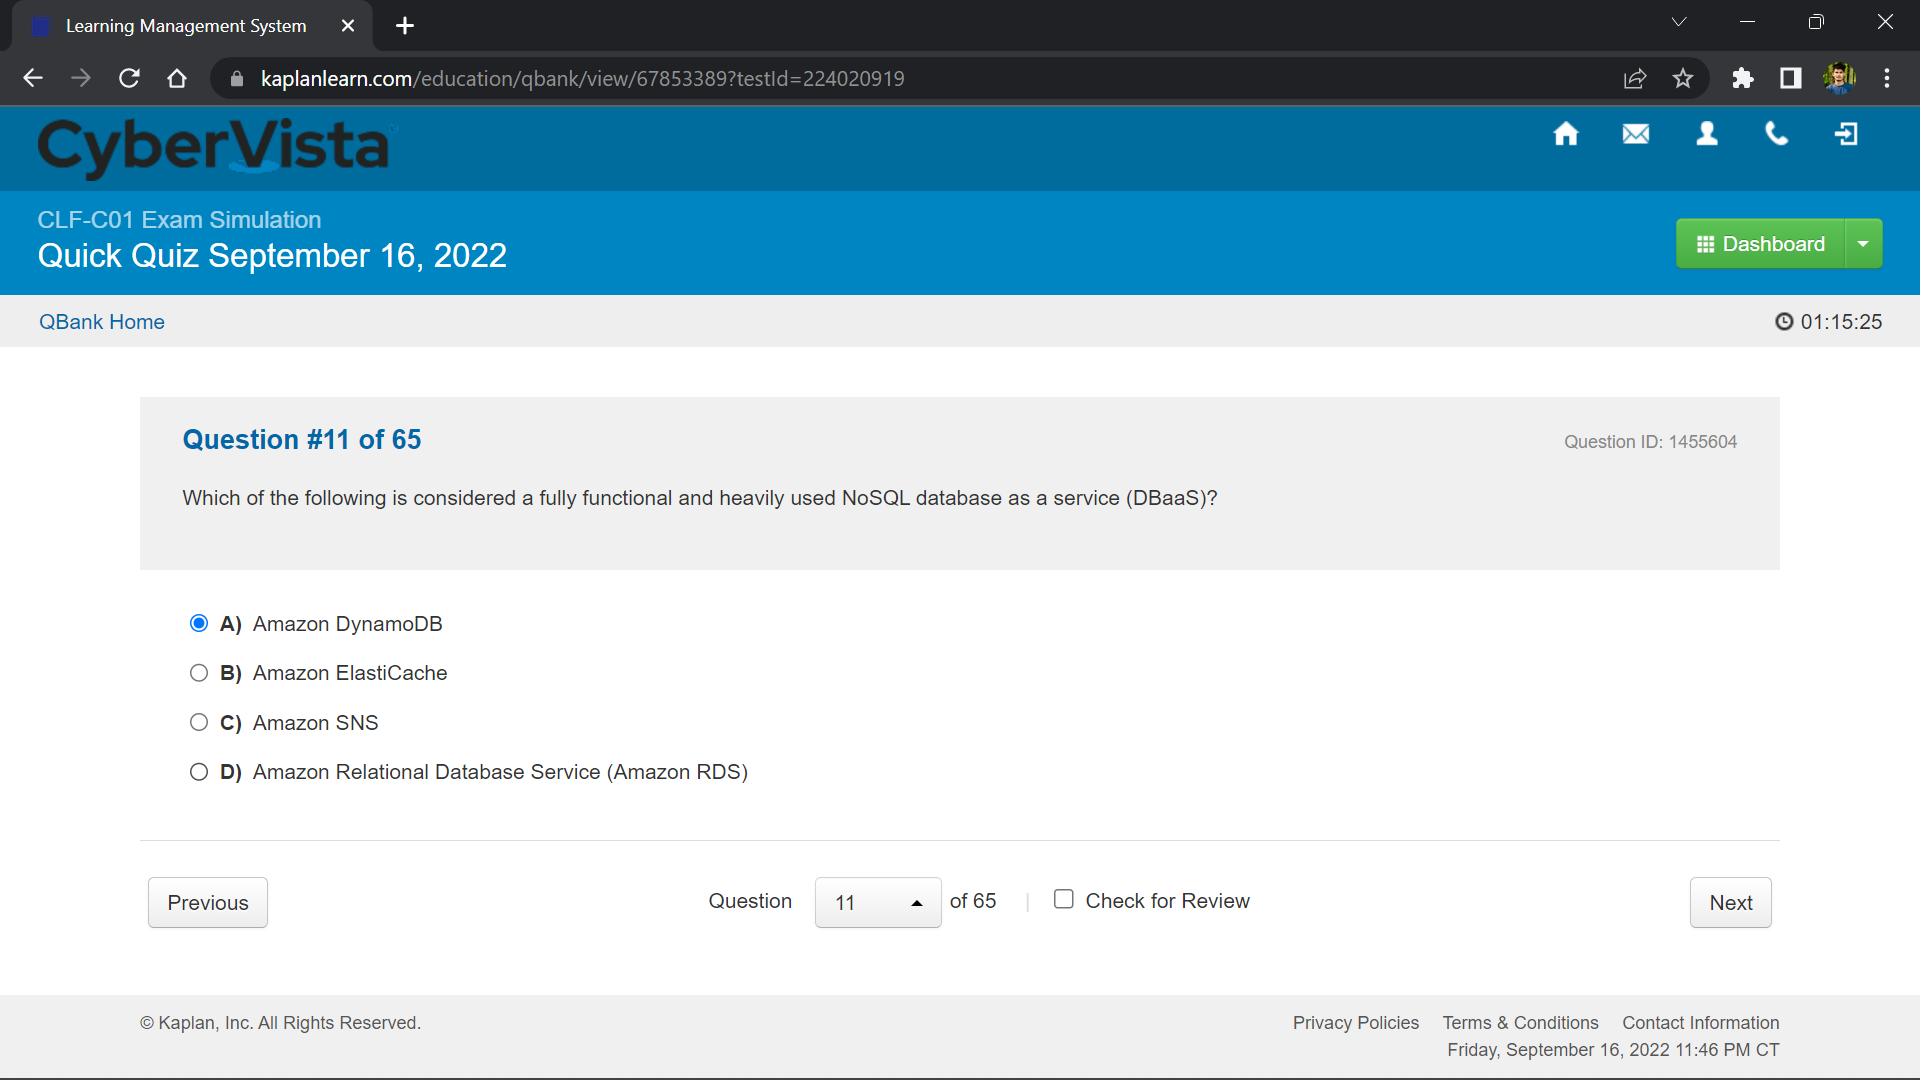 Learning Management System
kaplanlearn.com/education/qbank/view/67853389?testId=224020919
CyberVista
CLF-C01 Exam Simulation
Quick Quiz September 16, 2022
Dashboard
QBank Home
01:15:25
Question #11 of 65
Question ID: 1455604
Which of the following is considered a fully functional and heavily used NoSQL database as a service (DBaaS)?
A) Amazon DynamoDB
B) Amazon ElastiCache
C) Amazon SNS
D) Amazon Relational Database Service (Amazon RDS)
Previous
Question 11 of 65 | Check for Review
Next
© Kaplan, Inc. All Rights Reserved.
Privacy Policies Terms & Conditions Contact Information
Friday, September 16, 2022 11:46 PM CT